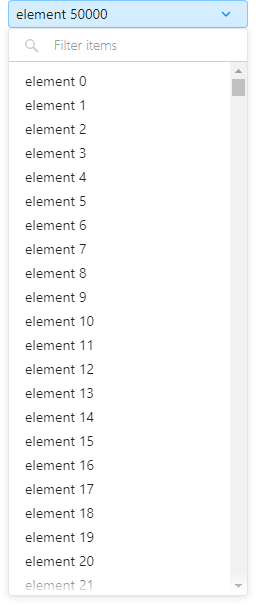 element 50000
Filter items
element 0
element 1
element 2
element 3
element 4
element 5
element 6
element 7
element 8
element 9
element 10
element 11
element 12
element 13
element 14
element 15
element 16
element 17
element 18
element 19
element 20
element 21